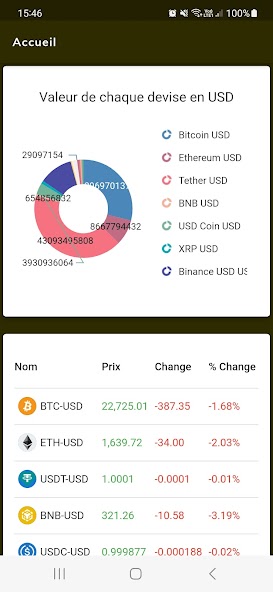 15:46
100%
Accueil
Valeur de chaque devise en USD
Bitcoin USD
Ethereum USD
Tether USD
BNB USD
USD Coin USD
XRP USD
Binance USD US
29097154
654856832
8667794432
43093495808
3930936064
Nom Prix Change % Change
BTC-USD 22,725.01 -387.35 -1.68%
ETH-USD 1,639.72 -34.00 -2.03%
USDT-USD 1.0001 -0.0001 -0.01%
BNB-USD 321.26 -10.58 -3.19%
USDC-USD 0.999877 -0.000188 -0.02%